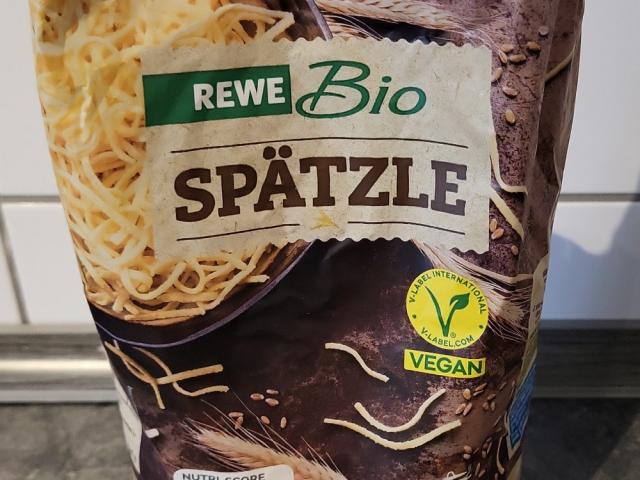 REWE Bio
SPÄTZLE
V-LABEL INTERNATIONAL
V-LABEL.COM
VEGAN
NUTRI-SCORE